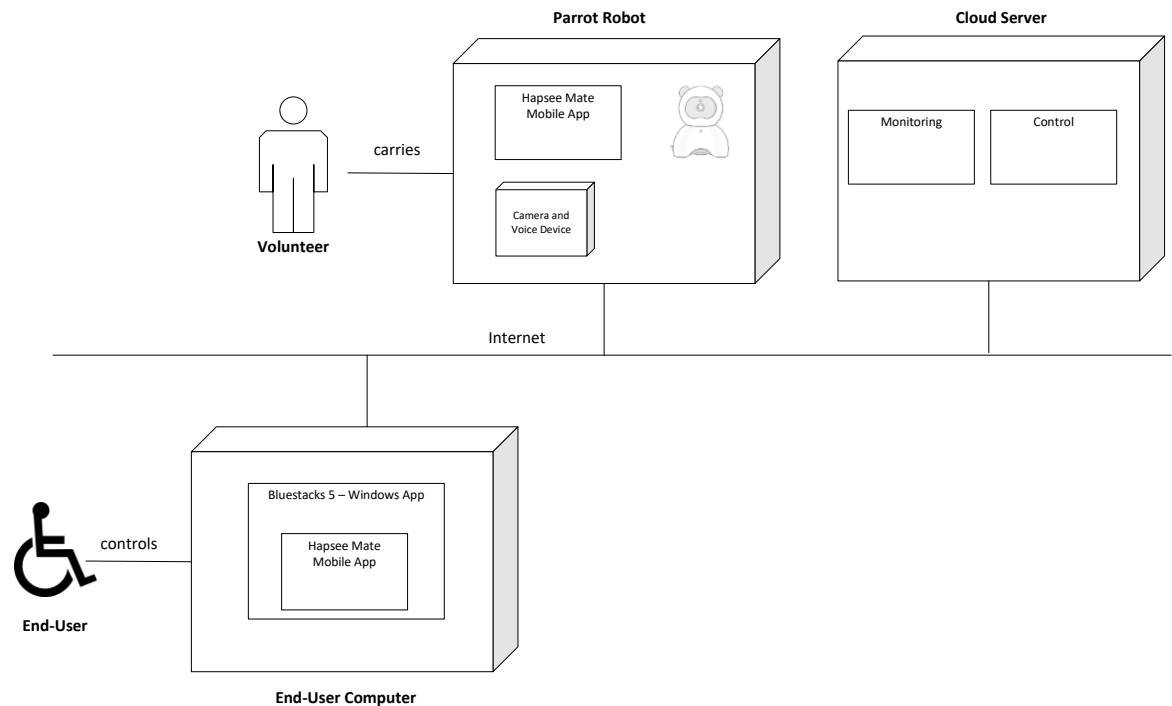 Parrot Robot
Cloud Server
Hapsee Mate
Mobile App
Monitoring
Control
carries
Camera and
Voice Device
Volunteer
Internet
Bluestacks 5 – Windows App
Hapsee Mate
Mobile App
controls
End-User
End-User Computer